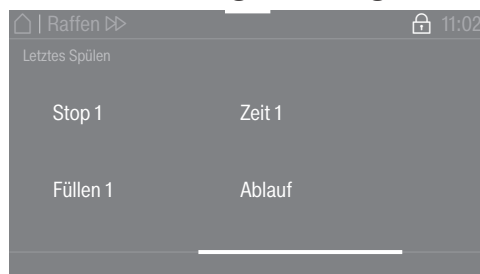 Raffen
11:02
Letztes Spülen
Stop 1
Zeit 1
Füllen 1
Ablauf